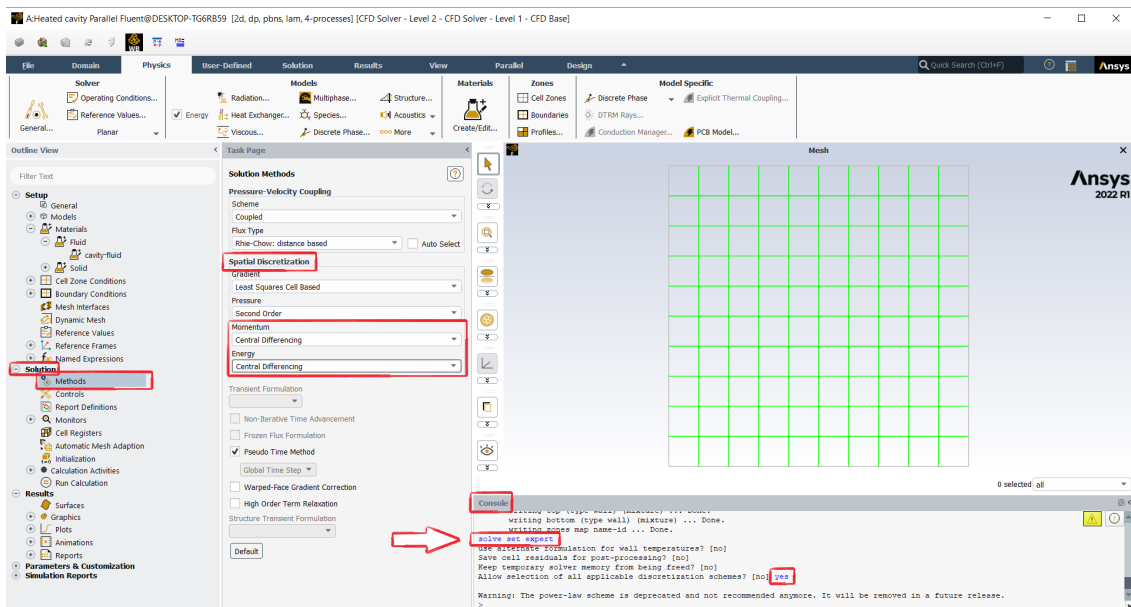 A:Heated cavity Parallel Fluent@DESKTOP-TG6RB59 [2d, dp, pbns, lam, 4-processes] [CFD Solver - Level 2 - CFD Solver - Level 1 - CFD Base]
WB
File Domain Physics User-Defined Solution Results View Parallel Design Quick Search (Ctrl+F) Ansys
Solver Models Materials Zones Model Specific
Operating Conditions... Radiation... Multiphase... Structure... Cell Zones Discrete Phase Explicit Thermal Coupling...
Reference Values... Energy Heat Exchanger... Species... Acoustics Boundaries DTRM Rays...
General... Planar Viscous... Discrete Phase... More Create/Edit... Profiles... Conduction Manager... PCB Model...
Outline View
Filter Text
Setup
General
Models
Materials
Fluid
cavity-fluid
Solid
Cell Zone Conditions
Boundary Conditions
Mesh Interfaces
Dynamic Mesh
Reference Values
Reference Frames
Named Expressions
Solution
Methods
Controls
Report Definitions
Monitors
Cell Registers
Automatic Mesh Adaption
Initialization
Calculation Activities
Run Calculation
Results
Surfaces
Graphics
Plots
Animations
Reports
Parameters & Customization
Simulation Reports
Task Page
Solution Methods
Pressure-Velocity Coupling
Scheme
Coupled
Flux Type
Rhie-Chow: distance based Auto Select
Spatial Discretization
Gradient
Least Squares Cell Based
Pressure
Second Order
Momentum
Central Differencing
Energy
Central Differencing
Transient Formulation
Non-Iterative Time Advancement
Frozen Flux Formulation
Pseudo Time Method
Global Time Step
Warped-Face Gradient Correction
High Order Term Relaxation
Structure Transient Formulation
Default
Mesh
Ansys
2022 R1
0 selected all
Console
writing top (type wall) (mixture) ... Done.
writing bottom (type wall) (mixture) ... Done.
writing zones map name-id ... Done.
solve set expert
use alternate formulation for wall temperatures? [no]
Save cell residuals for post-processing? [no]
Keep temporary solver memory from being freed? [no]
Allow selection of all applicable discretization schemes? [no] yes
Warning: The power-law scheme is deprecated and not recommended anymore. It will be removed in a future release.
>